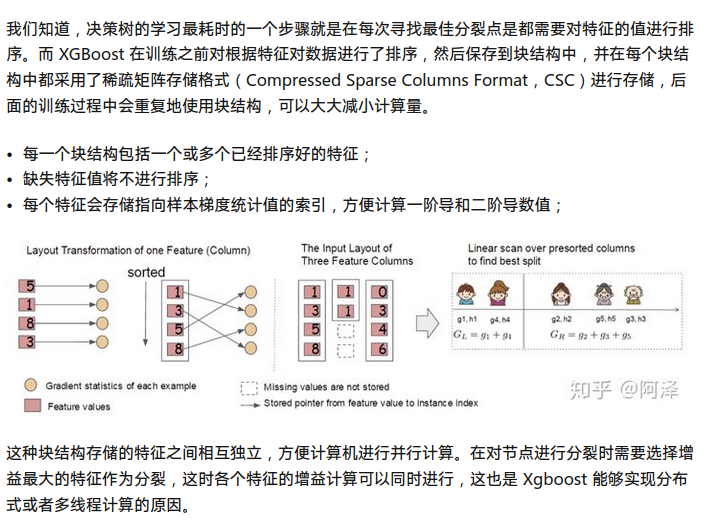 我们知道，决策树的学习最耗时的一个步骤就是在每次寻找最佳分裂点是都需要对特征的值进行排
序。而 XGBoost 在训练之前对根据特征对数据进行了排序，然后保存到块结构中，并在每个块结
构中都采用了稀疏矩阵存储格式（Compressed Sparse Columns Format，CSC）进行存储，后
面的训练过程中会重复地使用块结构，可以大大减小计算量。
• 每一个块结构包括一个或多个已经排序好的特征；
• 缺失特征值将不进行排序；
• 每个特征会存储指向样本梯度统计值的索引，方便计算一阶导和二阶导数值；
Layout Transformation of one Feature (Column)
sorted
5
1
8
3
1
3
5
8
The Input Layout of
Three Feature Columns
1 1 0
3 1 3
5 4
8 6
Linear scan over presorted columns
to find best split
g1, h1 g4, h4 g2, h2 g5, h5 g3, h3
G_L = g_1 + g_4 G_R = g_2 + g_3 + g_5
Gradient statistics of each example
Feature values
Missing values are not stored
Stored pointer from feature value to instance index
知乎 @阿泽
这种块结构存储的特征之间相互独立，方便计算机进行并行计算。在对节点进行分裂时需要选择增
益最大的特征作为分裂，这时各个特征的增益计算可以同时进行，这也是 Xgboost 能够实现分布
式或者多线程计算的原因。